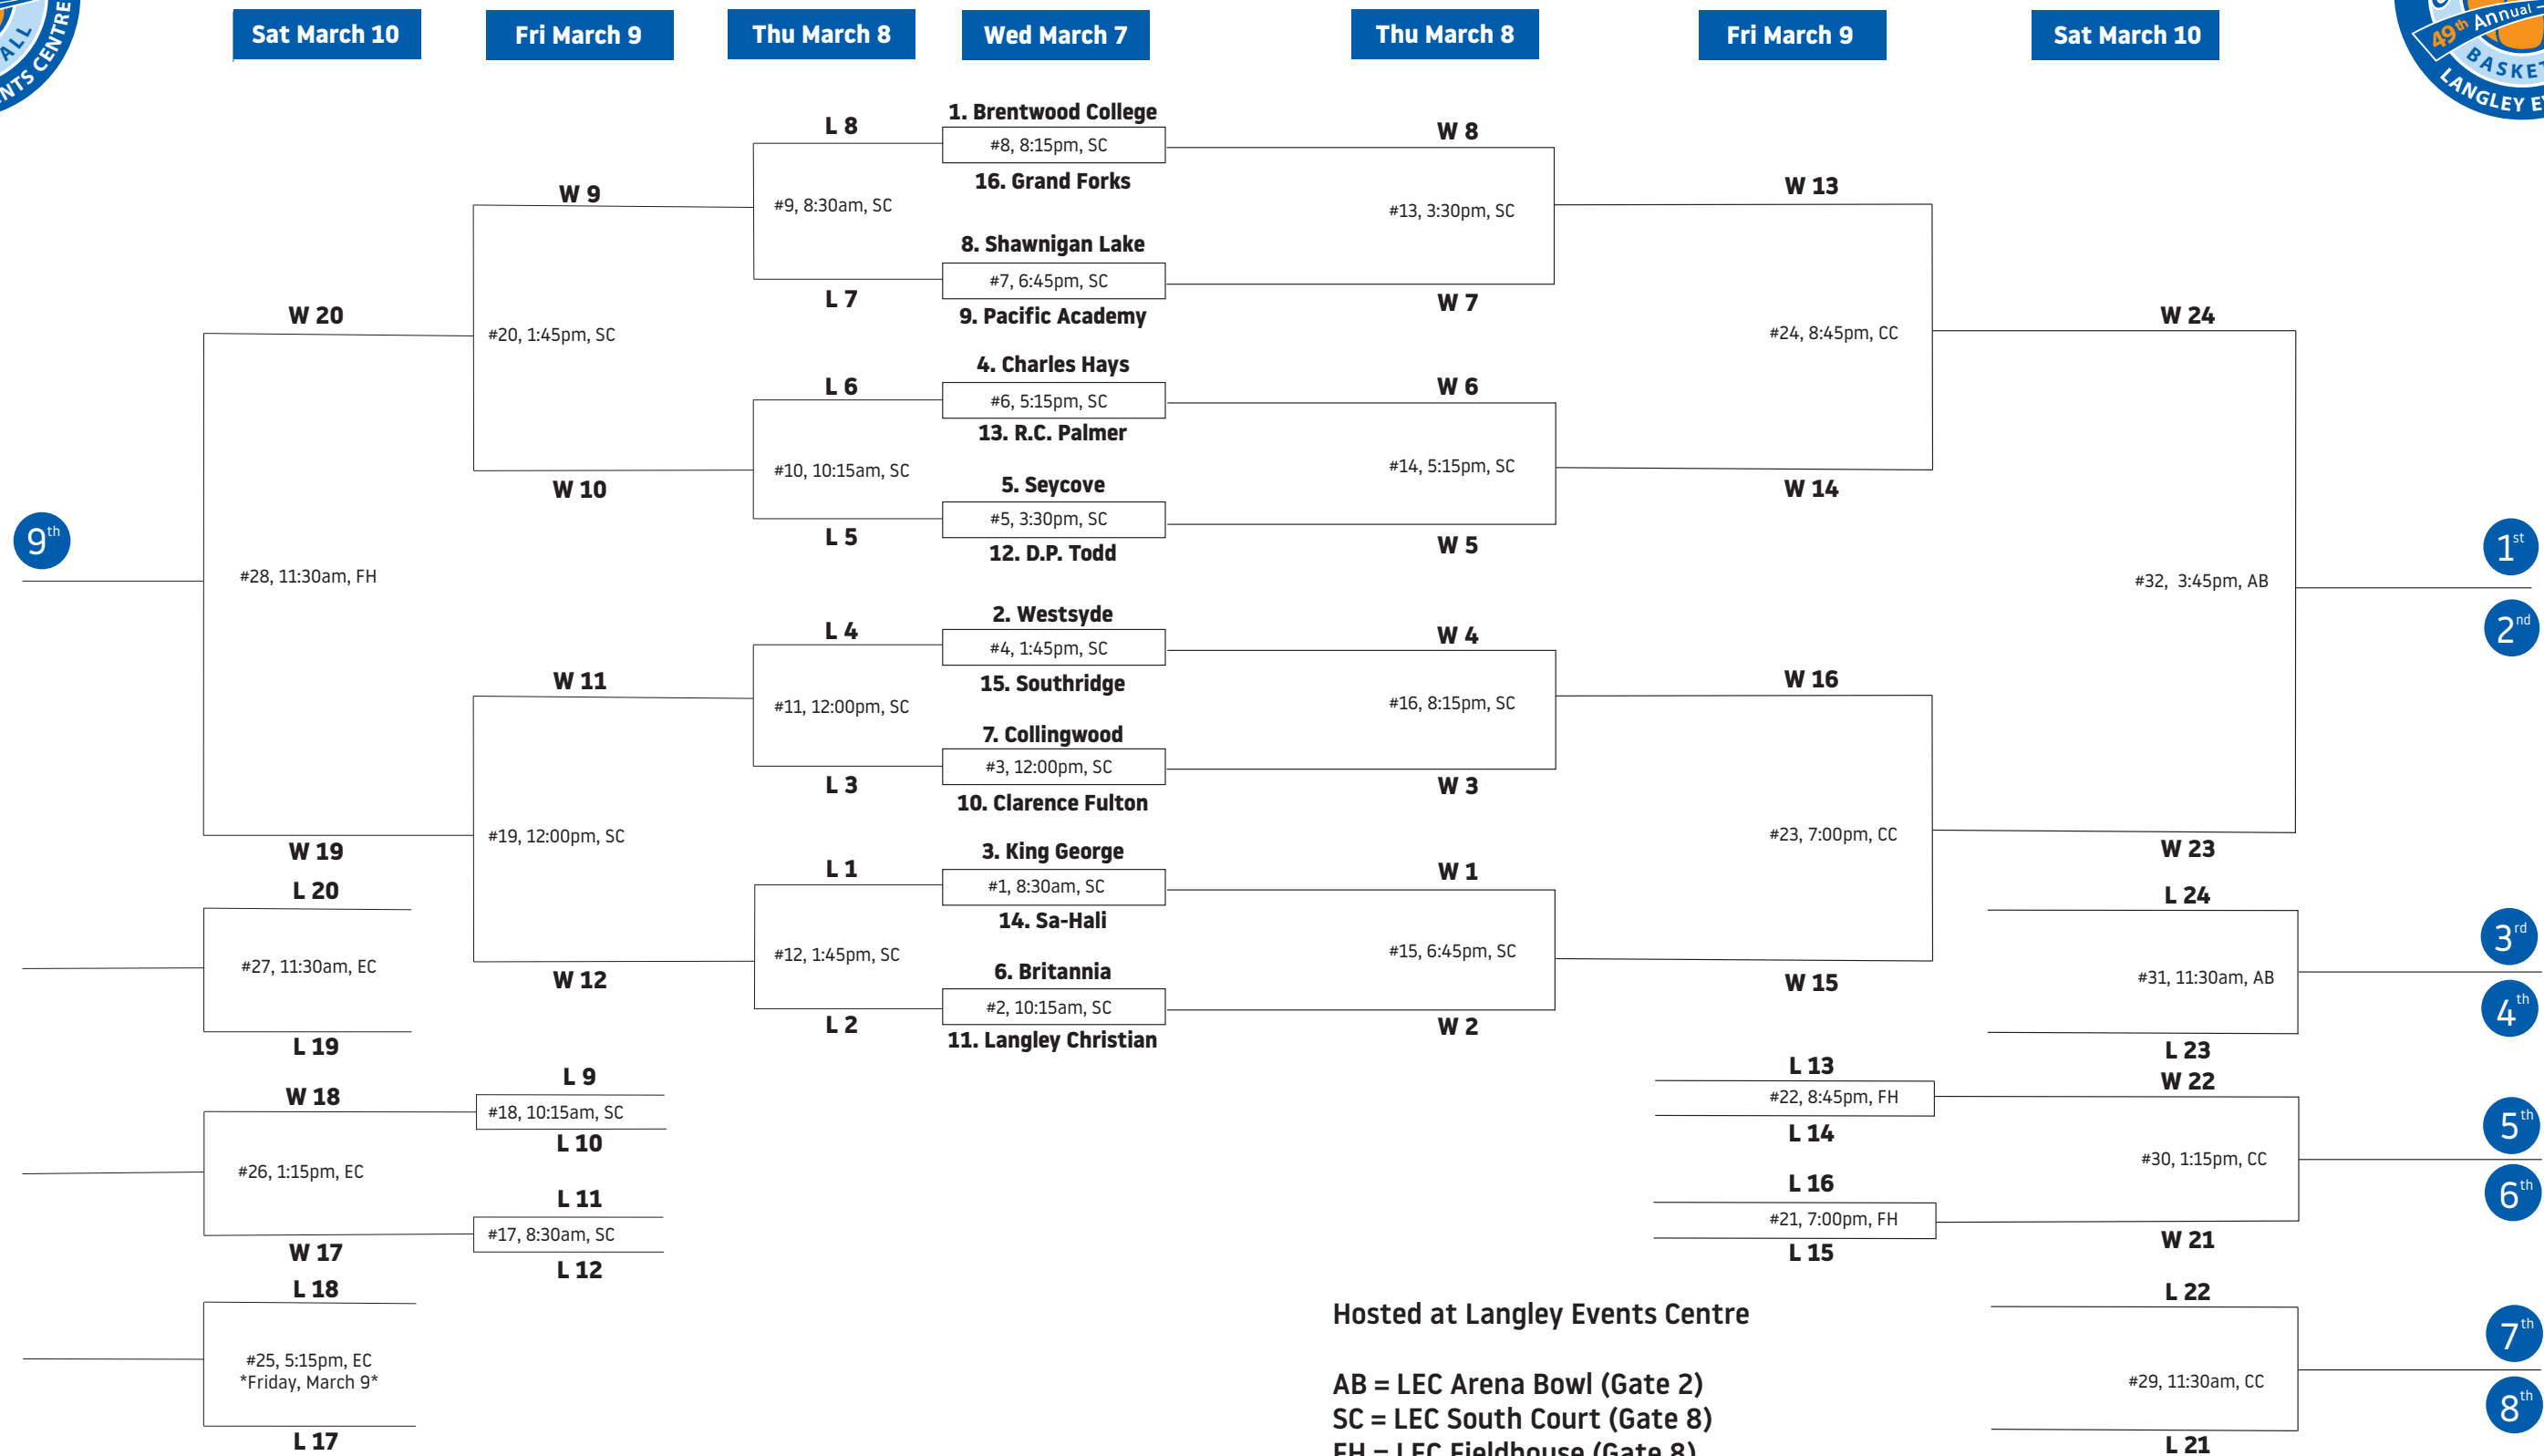 ALL
NTS CENTRE
49th Annual
BASKET
LANGLEY E
Sat March 10
Fri March 9
Thu March 8
Wed March 7
Thu March 8
Fri March 9
Sat March 10
1. Brentwood College
L 8
#8, 8:15pm, SC
W 8
16. Grand Forks
W 9
#9, 8:30am, SC
#13, 3:30pm, SC
W 13
8. Shawnigan Lake
#7, 6:45pm, SC
L 7
W 7
9. Pacific Academy
W 20
#20, 1:45pm, SC
#24, 8:45pm, CC
W 24
4. Charles Hays
L 6
#6, 5:15pm, SC
W 6
13. R.C. Palmer
#10, 10:15am, SC
#14, 5:15pm, SC
W 10
W 14
5. Seycove
#5, 3:30pm, SC
L 5
W 5
12. D.P. Todd
9th
#28, 11:30am, FH
#32, 3:45pm, AB
1st
2nd
2. Westsyde
L 4
#4, 1:45pm, SC
W 4
15. Southridge
W 11
#11, 12:00pm, SC
#16, 8:15pm, SC
W 16
7. Collingwood
#3, 12:00pm, SC
L 3
W 3
10. Clarence Fulton
#19, 12:00pm, SC
#23, 7:00pm, CC
W 19
W 23
3. King George
L 1
#1, 8:30am, SC
W 1
14. Sa-Hali
L 20
L 24
#12, 1:45pm, SC
#15, 6:45pm, SC
W 12
W 15
6. Britannia
#2, 10:15am, SC
L 2
W 2
11. Langley Christian
#27, 11:30am, EC
#31, 11:30am, AB
3rd
4th
L 19
L 23
L 9
L 13
W 18
#18, 10:15am, SC
#22, 8:45pm, FH
W 22
L 10
L 14
#26, 1:15pm, EC
#30, 1:15pm, CC
5th
6th
L 11
L 16
#17, 8:30am, SC
#21, 7:00pm, FH
W 17
W 21
L 12
L 15
L 18
L 22
#25, 5:15pm, EC
*Friday, March 9*
#29, 11:30am, CC
7th
8th
L 17
L 21
Hosted at Langley Events Centre
AB = LEC Arena Bowl (Gate 2)
SC = LEC South Court (Gate 8)
FH = LEC Fieldhouse (Gate 8)